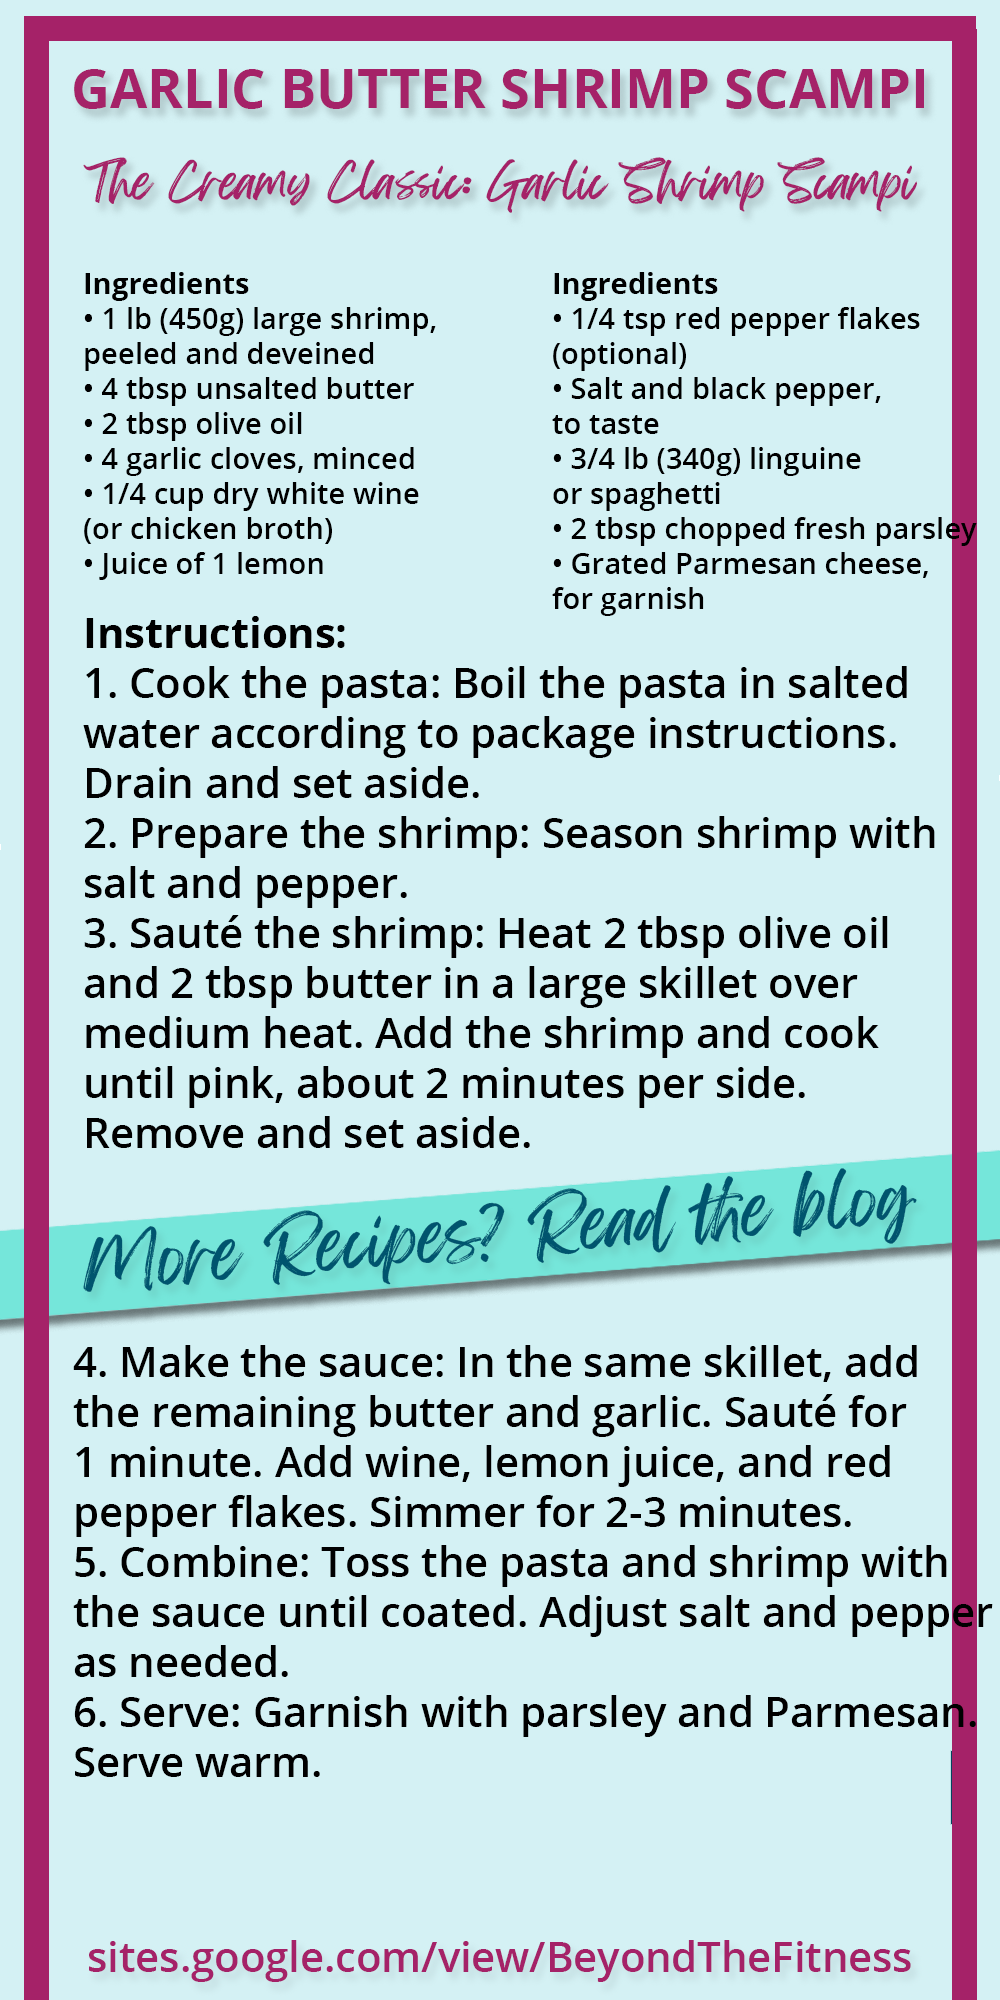 GARLIC BUTTER SHRIMP SCAMPI
The Creamy Classic: Garlic Shrimp Scampi
Ingredients
• 1 lb (450g) large shrimp,
peeled and deveined
• 4 tbsp unsalted butter
• 2 tbsp olive oil
• 4 garlic cloves, minced
• 1/4 cup dry white wine
(or chicken broth)
• Juice of 1 lemon
Ingredients
• 1/4 tsp red pepper flakes
(optional)
• Salt and black pepper,
to taste
• 3/4 lb (340g) linguine
or spaghetti
• 2 tbsp chopped fresh parsley
• Grated Parmesan cheese,
for garnish
Instructions:
1. Cook the pasta: Boil the pasta in salted
water according to package instructions.
Drain and set aside.
2. Prepare the shrimp: Season shrimp with
salt and pepper.
3. Sauté the shrimp: Heat 2 tbsp olive oil
and 2 tbsp butter in a large skillet over
medium heat. Add the shrimp and cook
until pink, about 2 minutes per side.
Remove and set aside.
More Recipes? Read the blog
4. Make the sauce: In the same skillet, add
the remaining butter and garlic. Sauté for
1 minute. Add wine, lemon juice, and red
pepper flakes. Simmer for 2-3 minutes.
5. Combine: Toss the pasta and shrimp with
the sauce until coated. Adjust salt and pepper
as needed.
6. Serve: Garnish with parsley and Parmesan.
Serve warm.
sites.google.com/view/BeyondTheFitness